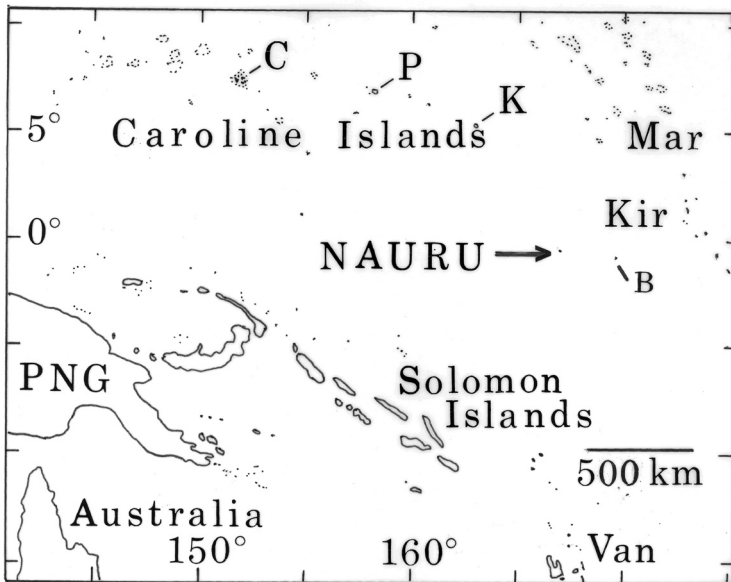 C
P
K
5°
Caroline Islands
Mar
Kir
0°
NAURU
B
PNG
Solomon
Islands
500 km
Australia
150°
160°
Van